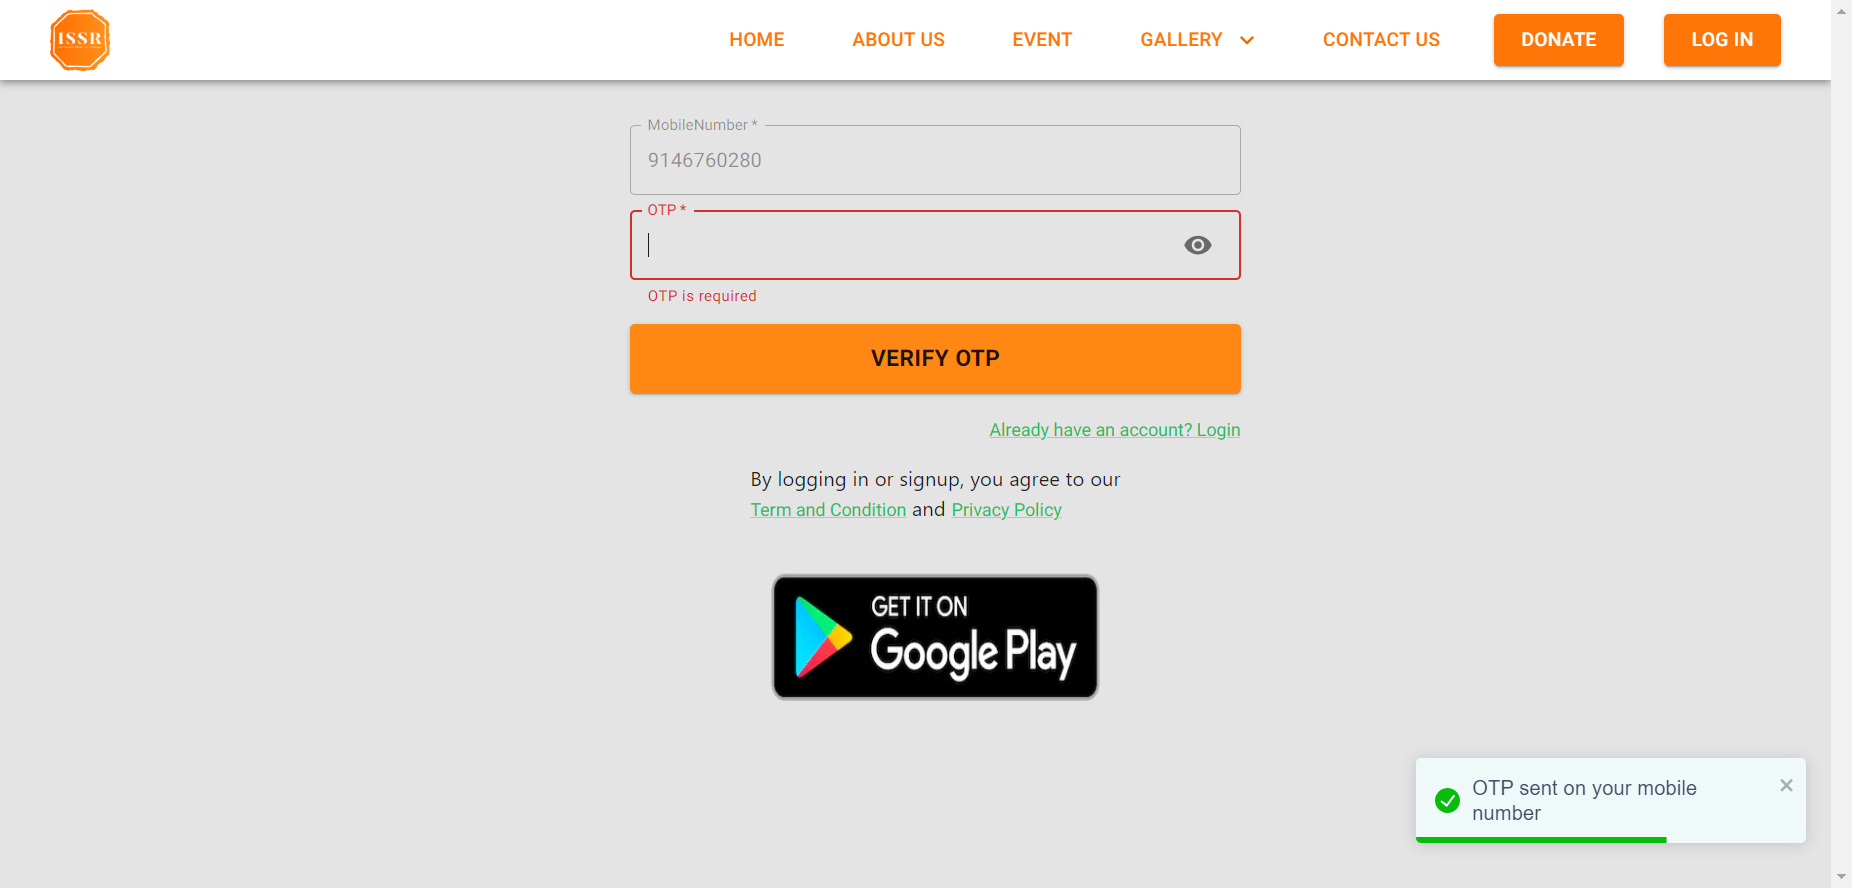 ISSR
HOME
ABOUT US
EVENT
GALLERY
CONTACT US
DONATE
LOG IN
MobileNumber *
9146760280
OTP *
OTP is required
VERIFY OTP
Already have an account? Login
By logging in or signup, you agree to our
Term and Condition and Privacy Policy
GET IT ON
Google Play
OTP sent on your mobile
number